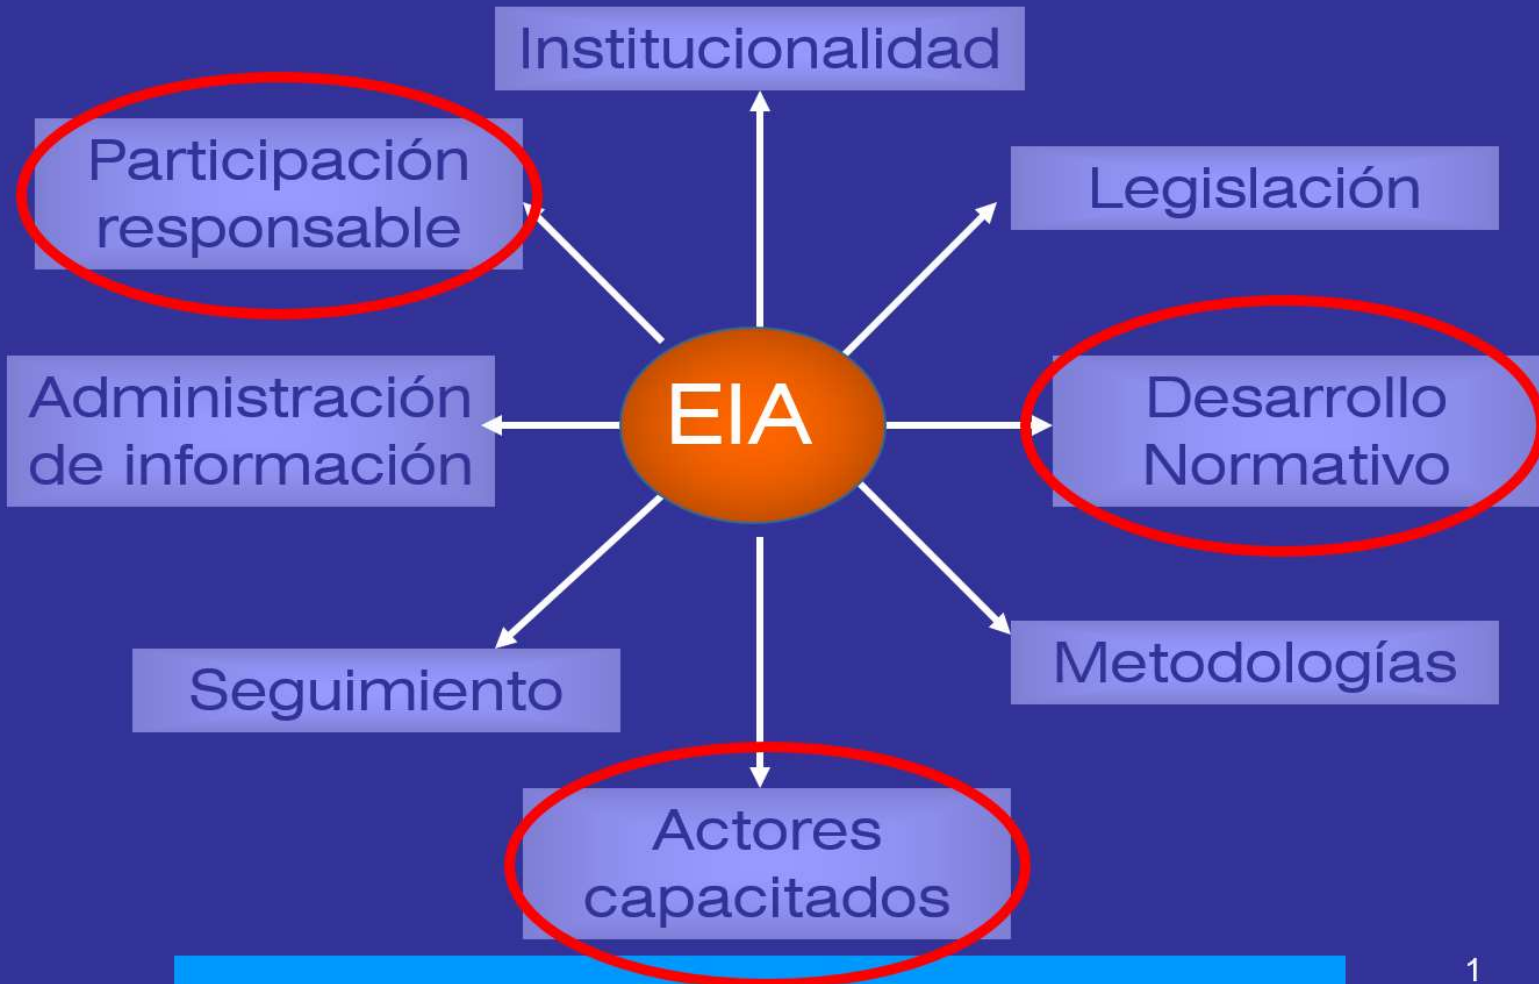 Institucionalidad
Participación
responsable
Legislación
Administración
de información
EIA
Desarrollo
Normativo
Seguimiento
Metodologías
Actores
capacitados
1